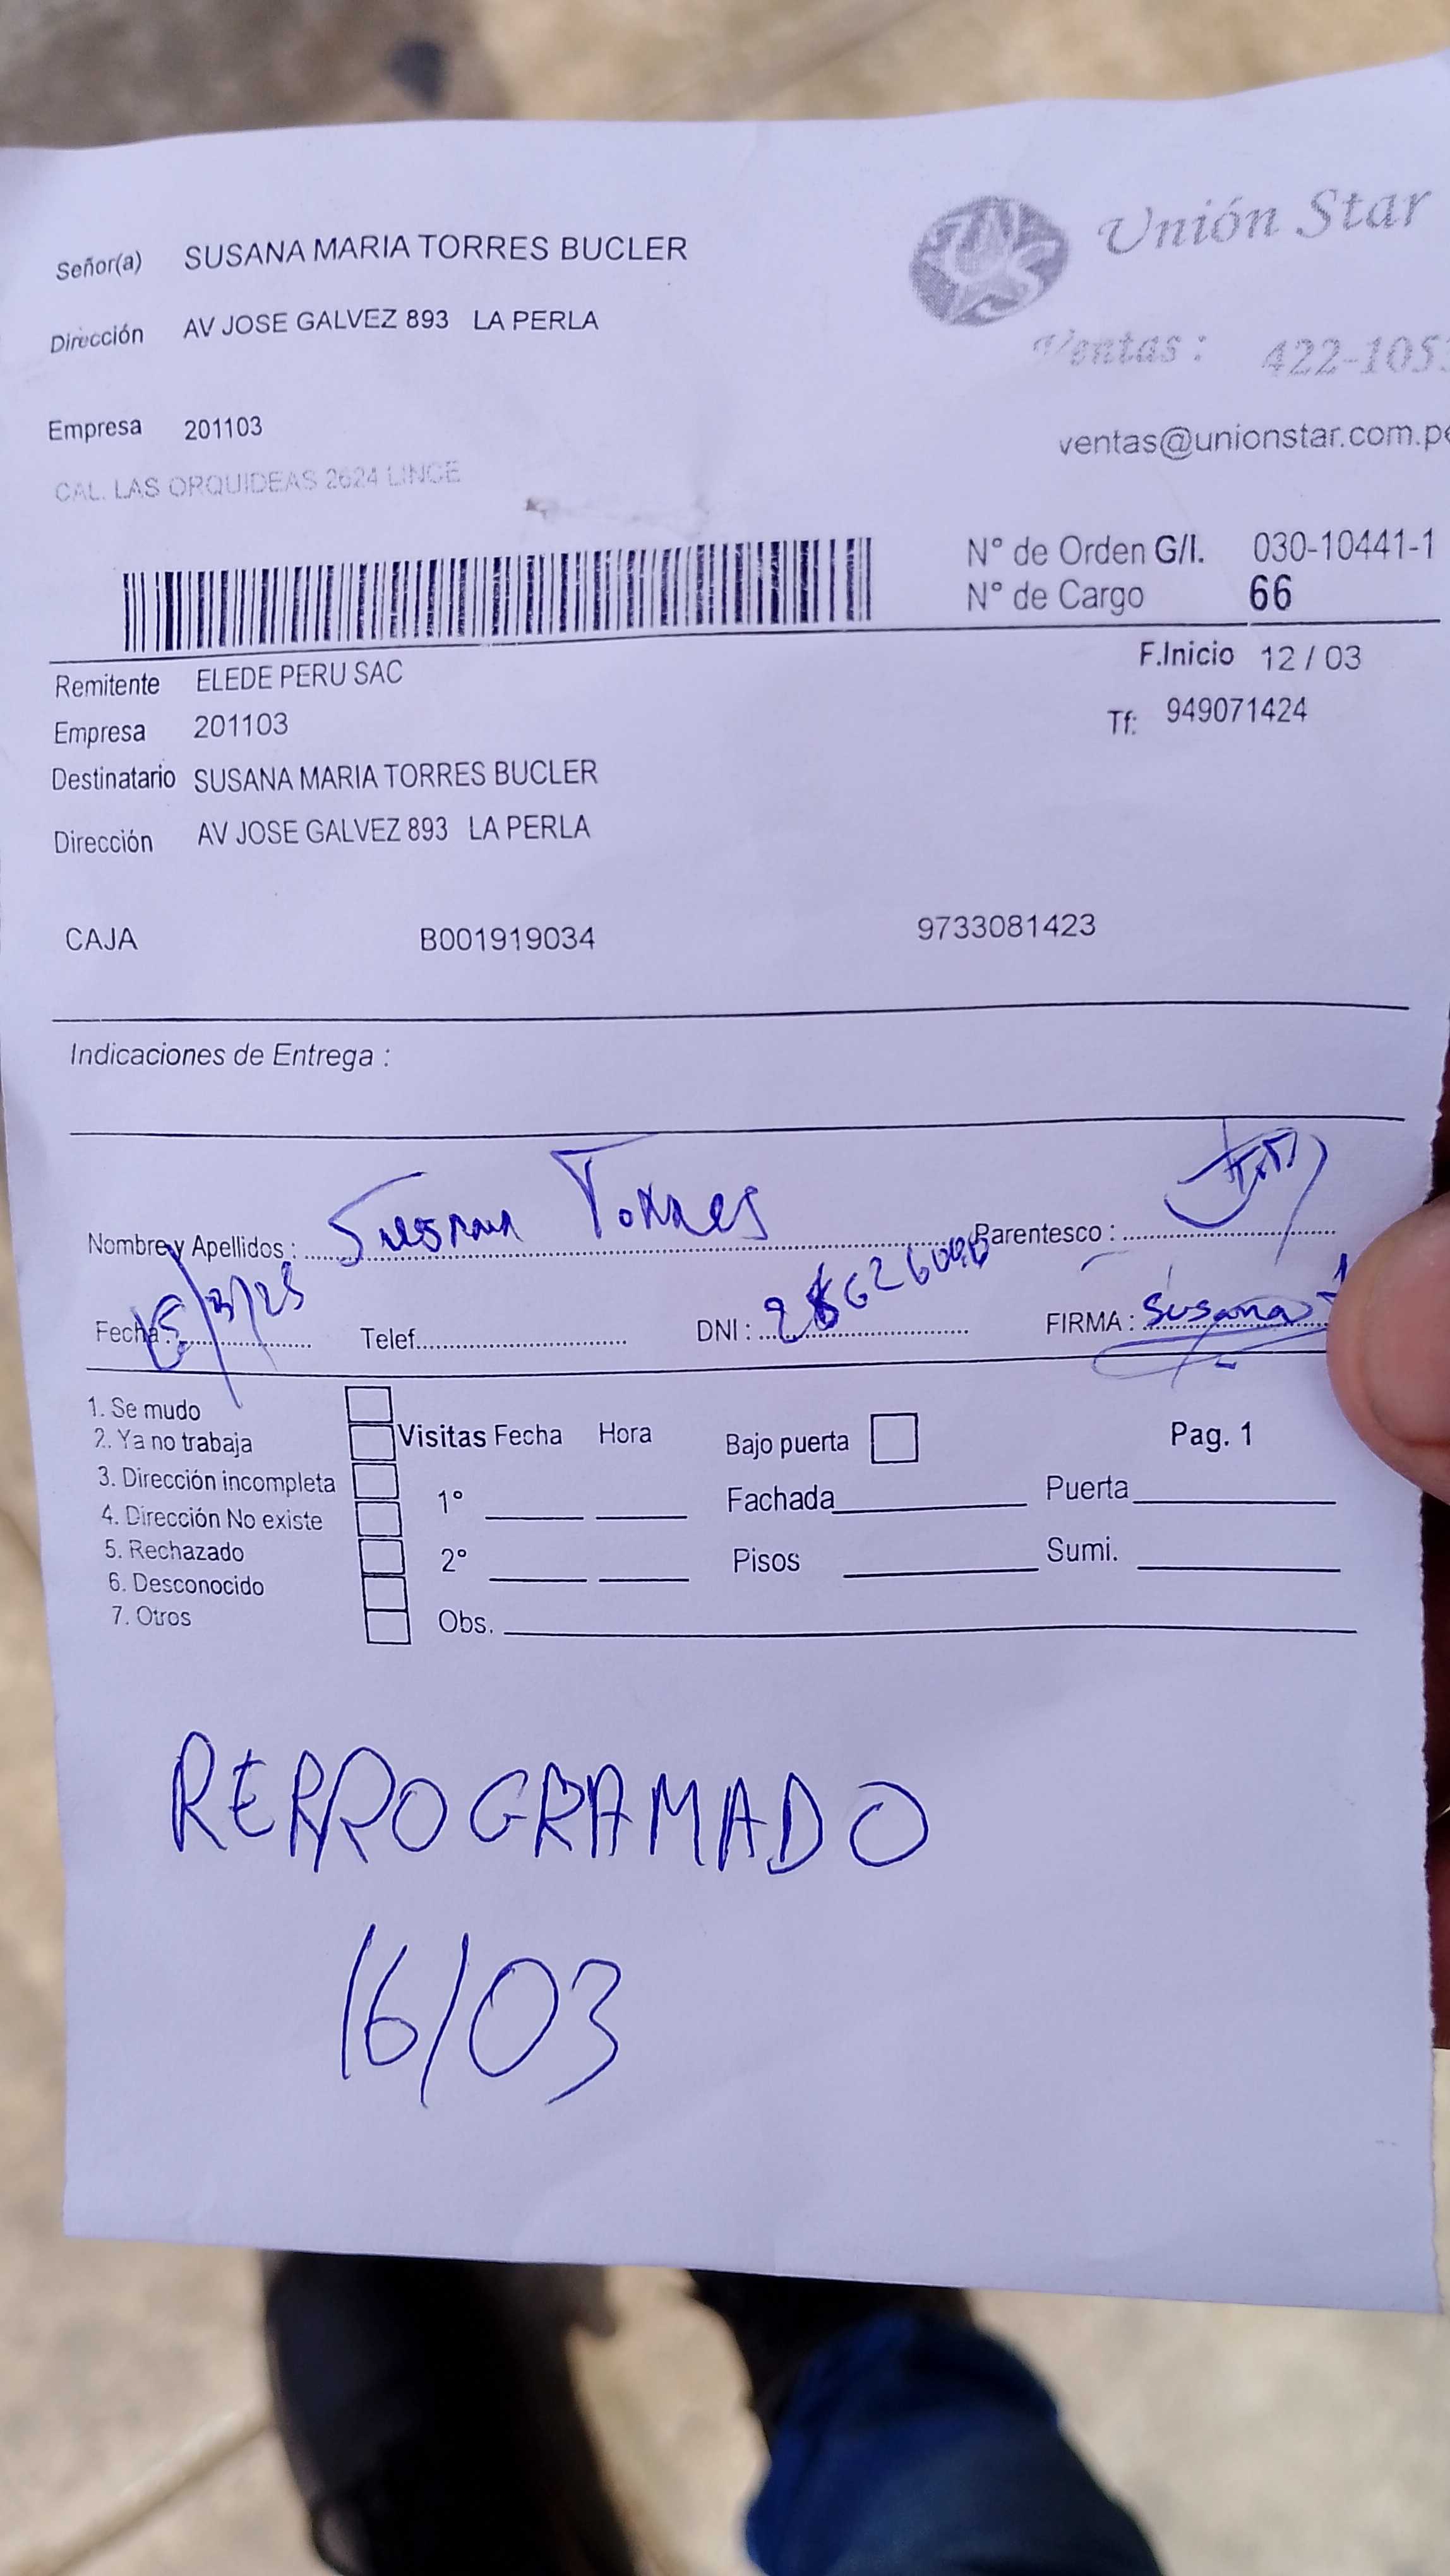 Señor(a) SUSANA MARIA TORRES BUCLER
Unión Star
Dirección AV JOSE GALVEZ 893 LA PERLA
Ventas : 422-105
Empresa 201103
ventas@unionstar.com.pe
CAL. LAS ORQUIDEAS 2624 LINCE
N° de Orden G/I. 030-10441-1
N° de Cargo 66
F.Inicio 12 / 03
Remitente ELEDE PERU SAC
Empresa 201103
Tf: 949071424
Destinatario SUSANA MARIA TORRES BUCLER
Dirección AV JOSE GALVEZ 893 LA PERLA
CAJA B001919034 9733081423
Indicaciones de Entrega :
Nombre y Apellidos : Susana Torres Parentesco :
Fecha : Telef. DNI : FIRMA : Susana
1. Se mudo
2. Ya no trabaja
3. Dirección incompleta
4. Dirección No existe
5. Rechazado
6. Desconocido
7. Otros
Visitas Fecha Hora
1°
2°
Obs.
Bajo puerta
Pag. 1
Fachada Puerta
Pisos Sumi.
RERROGRAMADO
16/03